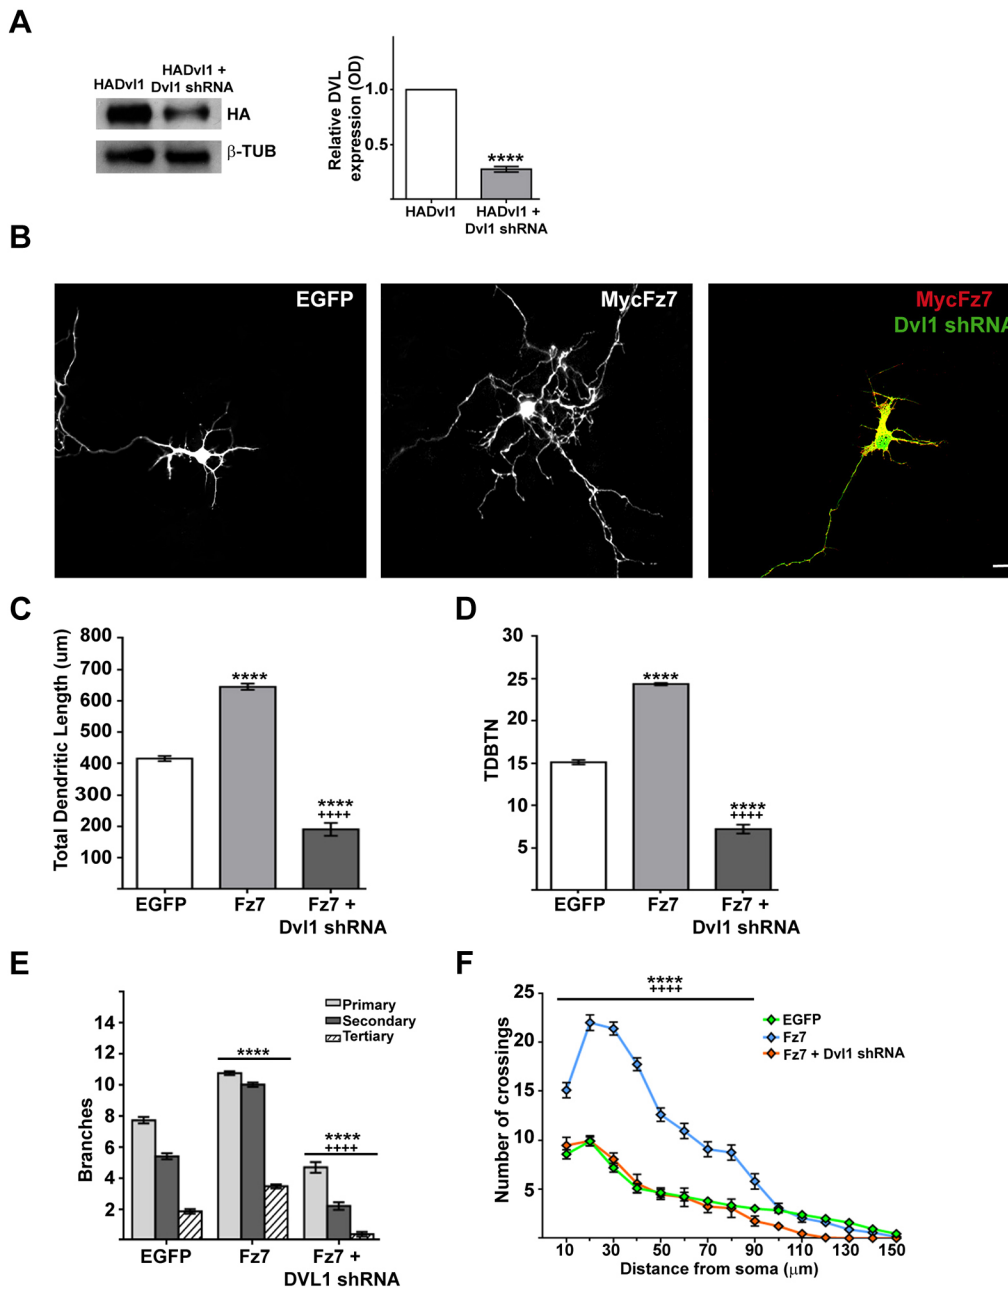 A
HADvl1
HADvl1 +
Dvl1 shRNA
HA
β-TUB
Relative DVL
expression (OD)
1.0
0.5
****
HADvl1
HADvl1 +
Dvl1 shRNA
B
EGFP
MycFz7
MycFz7
Dvl1 shRNA
C
Total Dendritic Length (um)
800
700
600
500
400
300
200
100
****
****
++++
EGFP
Fz7
Fz7 +
Dvl1 shRNA
D
TDBTN
30
25
20
15
10
5
****
****
++++
EGFP
Fz7
Fz7 +
Dvl1 shRNA
E
Branches
14
12
10
8
6
4
2
Primary
Secondary
Tertiary
****
****
++++
EGFP
Fz7
Fz7 +
DVL1 shRNA
F
Number of crossings
25
20
15
10
5
****
++++
EGFP
Fz7
Fz7 + Dvl1 shRNA
10 30 50 70 90 110 130 150
Distance from soma (μm)